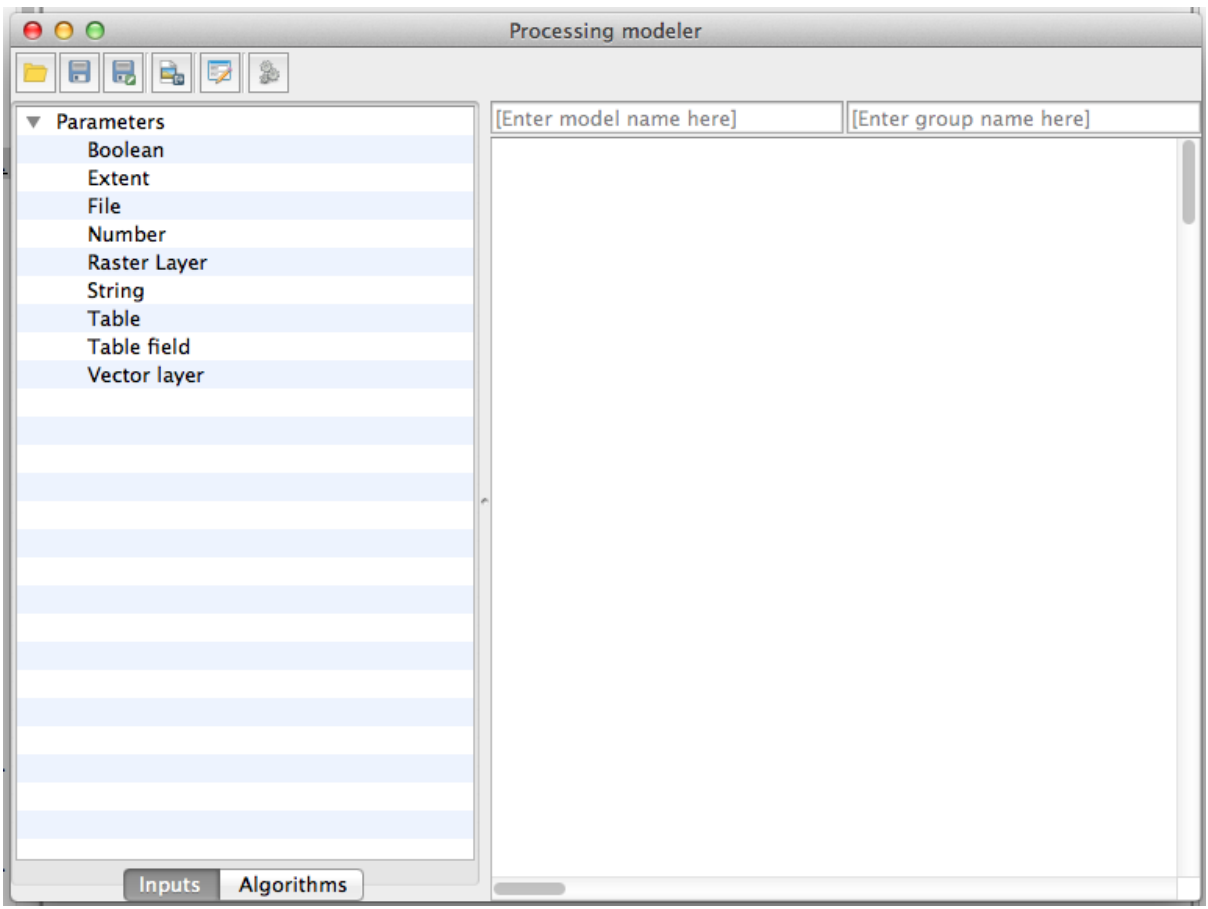 Processing modeler
Parameters
Boolean
Extent
File
Number
Raster Layer
String
Table
Table field
Vector layer
[Enter model name here]
[Enter group name here]
Inputs
Algorithms